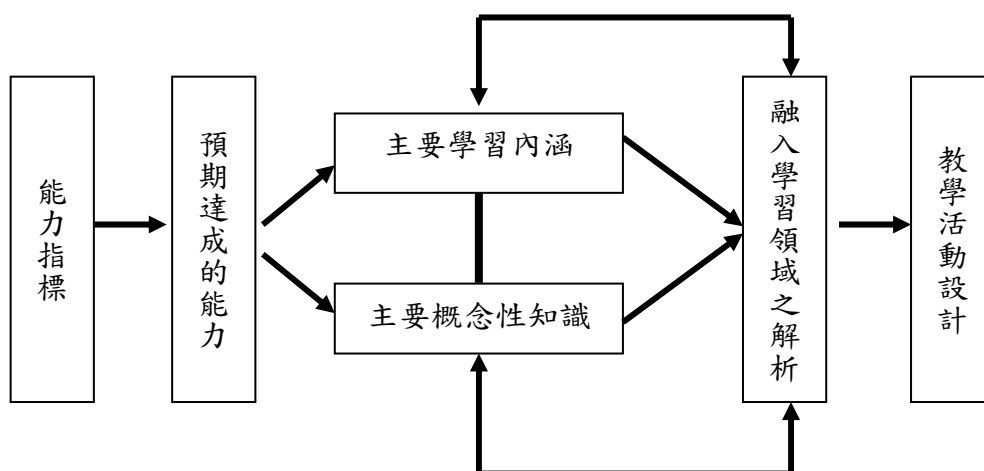 能力指標
預期達成的能力
主要學習內涵
主要概念性知識
融入學習領域之解析
教學活動設計